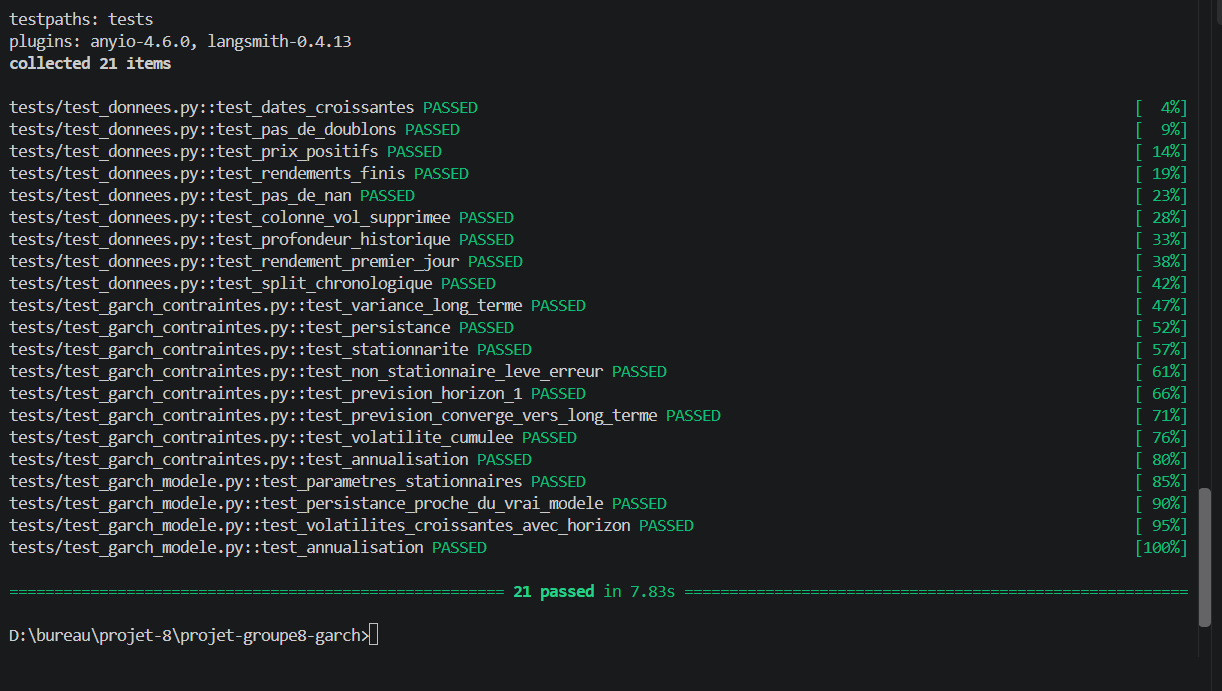 testpaths: tests
plugins: anyio-4.6.0, langsmith-0.4.13
collected 21 items
tests/test_donnees.py::test_dates_croissantes PASSED [  4%]
tests/test_donnees.py::test_pas_de_doublons PASSED [  9%]
tests/test_donnees.py::test_prix_positifs PASSED [ 14%]
tests/test_donnees.py::test_rendements_finis PASSED [ 19%]
tests/test_donnees.py::test_pas_de_nan PASSED [ 23%]
tests/test_donnees.py::test_colonne_vol_supprimee PASSED [ 28%]
tests/test_donnees.py::test_profondeur_historique PASSED [ 33%]
tests/test_donnees.py::test_rendement_premier_jour PASSED [ 38%]
tests/test_donnees.py::test_split_chronologique PASSED [ 42%]
tests/test_garch_contraintes.py::test_variance_long_terme PASSED [ 47%]
tests/test_garch_contraintes.py::test_persistance PASSED [ 52%]
tests/test_garch_contraintes.py::test_stationnarite PASSED [ 57%]
tests/test_garch_contraintes.py::test_non_stationnaire_leve_erreur PASSED [ 61%]
tests/test_garch_contraintes.py::test_prevision_horizon_1 PASSED [ 66%]
tests/test_garch_contraintes.py::test_prevision_converge_vers_long_terme PASSED [ 71%]
tests/test_garch_contraintes.py::test_volatilite_cumulee PASSED [ 76%]
tests/test_garch_contraintes.py::test_annualisation PASSED [ 80%]
tests/test_garch_modele.py::test_parametres_stationnaires PASSED [ 85%]
tests/test_garch_modele.py::test_persistance_proche_du_vrai_modele PASSED [ 90%]
tests/test_garch_modele.py::test_volatilites_croissantes_avec_horizon PASSED [ 95%]
tests/test_garch_modele.py::test_annualisation PASSED [100%]
======================================================= 21 passed in 7.83s ========================================================
D:\bureau\projet-8\projet-groupe8-garch>